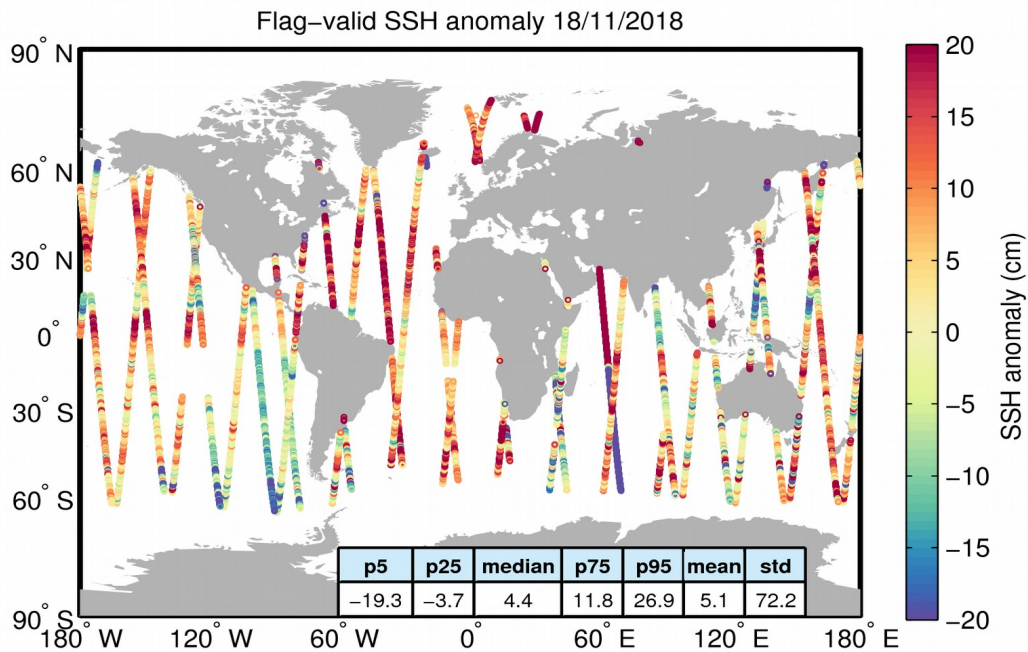 Flag−valid SSH anomaly 18/11/2018
90° N
60° N
30° N
0°
30° S
60° S
90° S
180° W
120° W
60° W
0°
60° E
120° E
180° E
p5 p25 median p75 p95 mean std
−19.3 −3.7 4.4 11.8 26.9 5.1 72.2
20
15
10
5
0
−5
−10
−15
−20
SSH anomaly (cm)